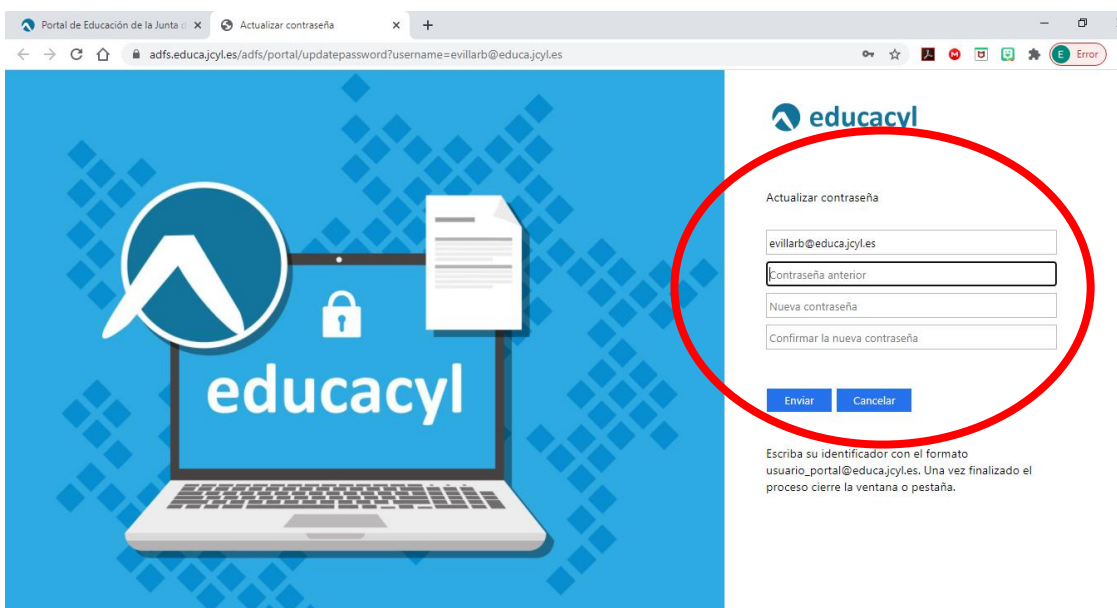 Portal de Educación de la Junta d
Actualizar contraseña
adfs.educa.jcyl.es/adfs/portal/updatepassword?username=evillarb@educa.jcyl.es
E Error
educacyl
educacyl
Actualizar contraseña
evillarb@educa.jcyl.es
Contraseña anterior
Nueva contraseña
Confirmar la nueva contraseña
Enviar Cancelar
Escriba su identificador con el formato
usuario_portal@educa.jcyl.es. Una vez finalizado el
proceso cierre la ventana o pestaña.